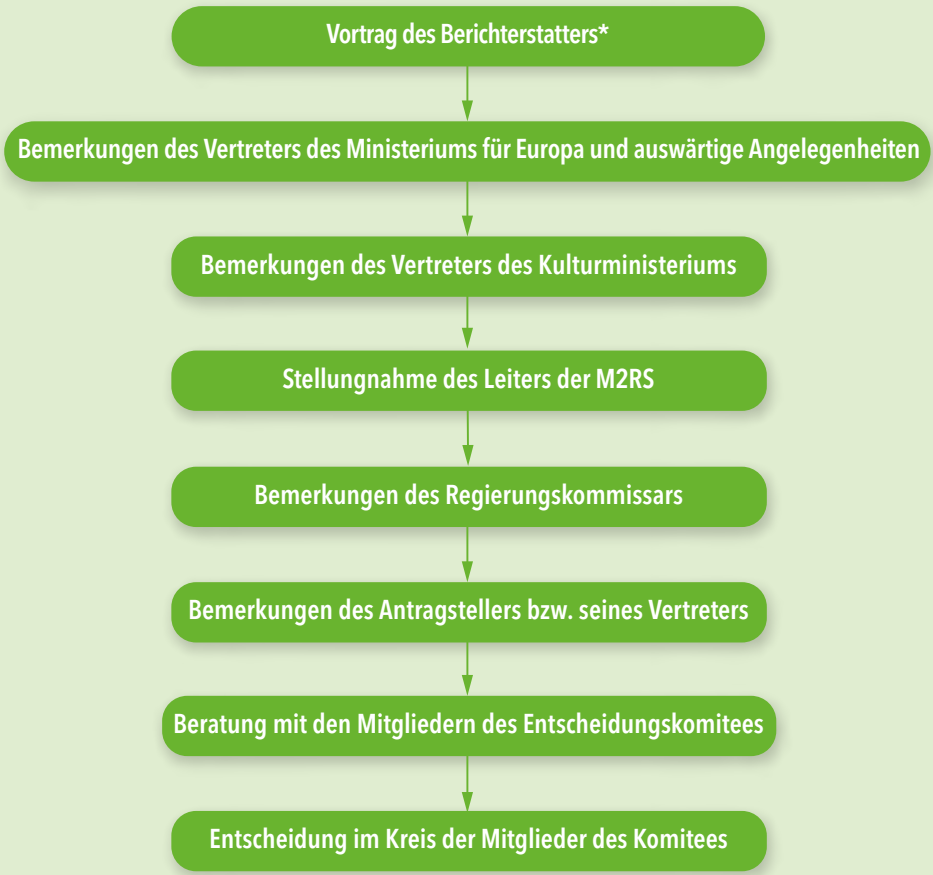 Vortrag des Berichterstatters*
Bemerkungen des Vertreters des Ministeriums für Europa und auswärtige Angelegenheiten
Bemerkungen des Vertreters des Kulturministeriums
Stellungnahme des Leiters der M2RS
Bemerkungen des Regierungskommissars
Bemerkungen des Antragstellers bzw. seines Vertreters
Beratung mit den Mitgliedern des Entscheidungskomitees
Entscheidung im Kreis der Mitglieder des Komitees